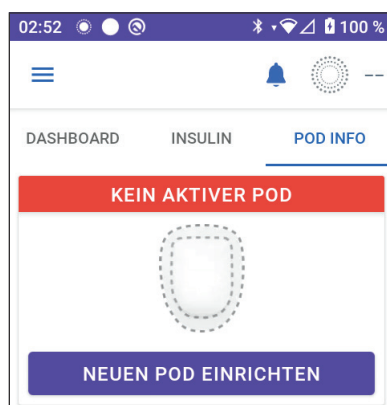 02:52 100 %
--
DASHBOARD INSULIN POD INFO
KEIN AKTIVER POD
NEUEN POD EINRICHTEN